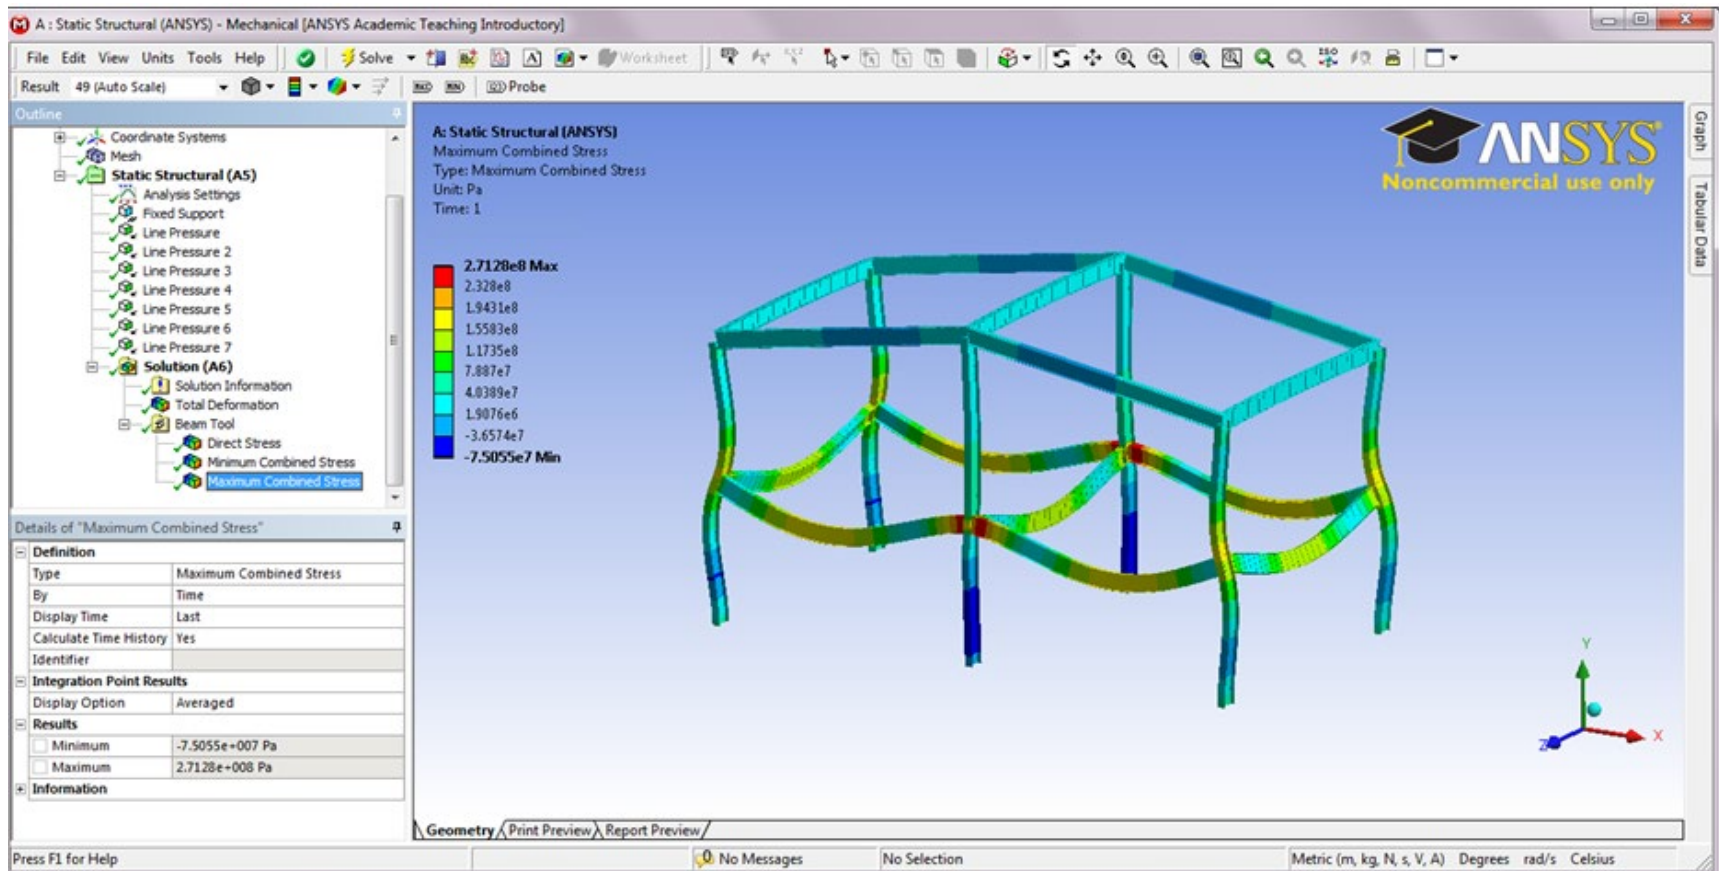 A : Static Structural (ANSYS) - Mechanical [ANSYS Academic Teaching Introductory]
File Edit View Units Tools Help Solve Worksheet
Result 49 (Auto Scale) MAX MIN Probe
Outline
Coordinate Systems
Mesh
Static Structural (A5)
Analysis Settings
Fixed Support
Line Pressure
Line Pressure 2
Line Pressure 3
Line Pressure 4
Line Pressure 5
Line Pressure 6
Line Pressure 7
Solution (A6)
Solution Information
Total Deformation
Beam Tool
Direct Stress
Minimum Combined Stress
Maximum Combined Stress
Details of "Maximum Combined Stress"
Definition
Type Maximum Combined Stress
By Time
Display Time Last
Calculate Time History Yes
Identifier
Integration Point Results
Display Option Averaged
Results
Minimum -7.5055e+007 Pa
Maximum 2.7128e+008 Pa
Information
A: Static Structural (ANSYS)
Maximum Combined Stress
Type: Maximum Combined Stress
Unit: Pa
Time: 1
2.7128e8 Max
2.328e8
1.9431e8
1.5583e8
1.1735e8
7.887e7
4.0389e7
1.9076e6
-3.6574e7
-7.5055e7 Min
ANSYS
Noncommercial use only
Y
X
Z
Graph
Tabular Data
Geometry Print Preview Report Preview
Press F1 for Help 0 No Messages No Selection Metric (m, kg, N, s, V, A) Degrees rad/s Celsius